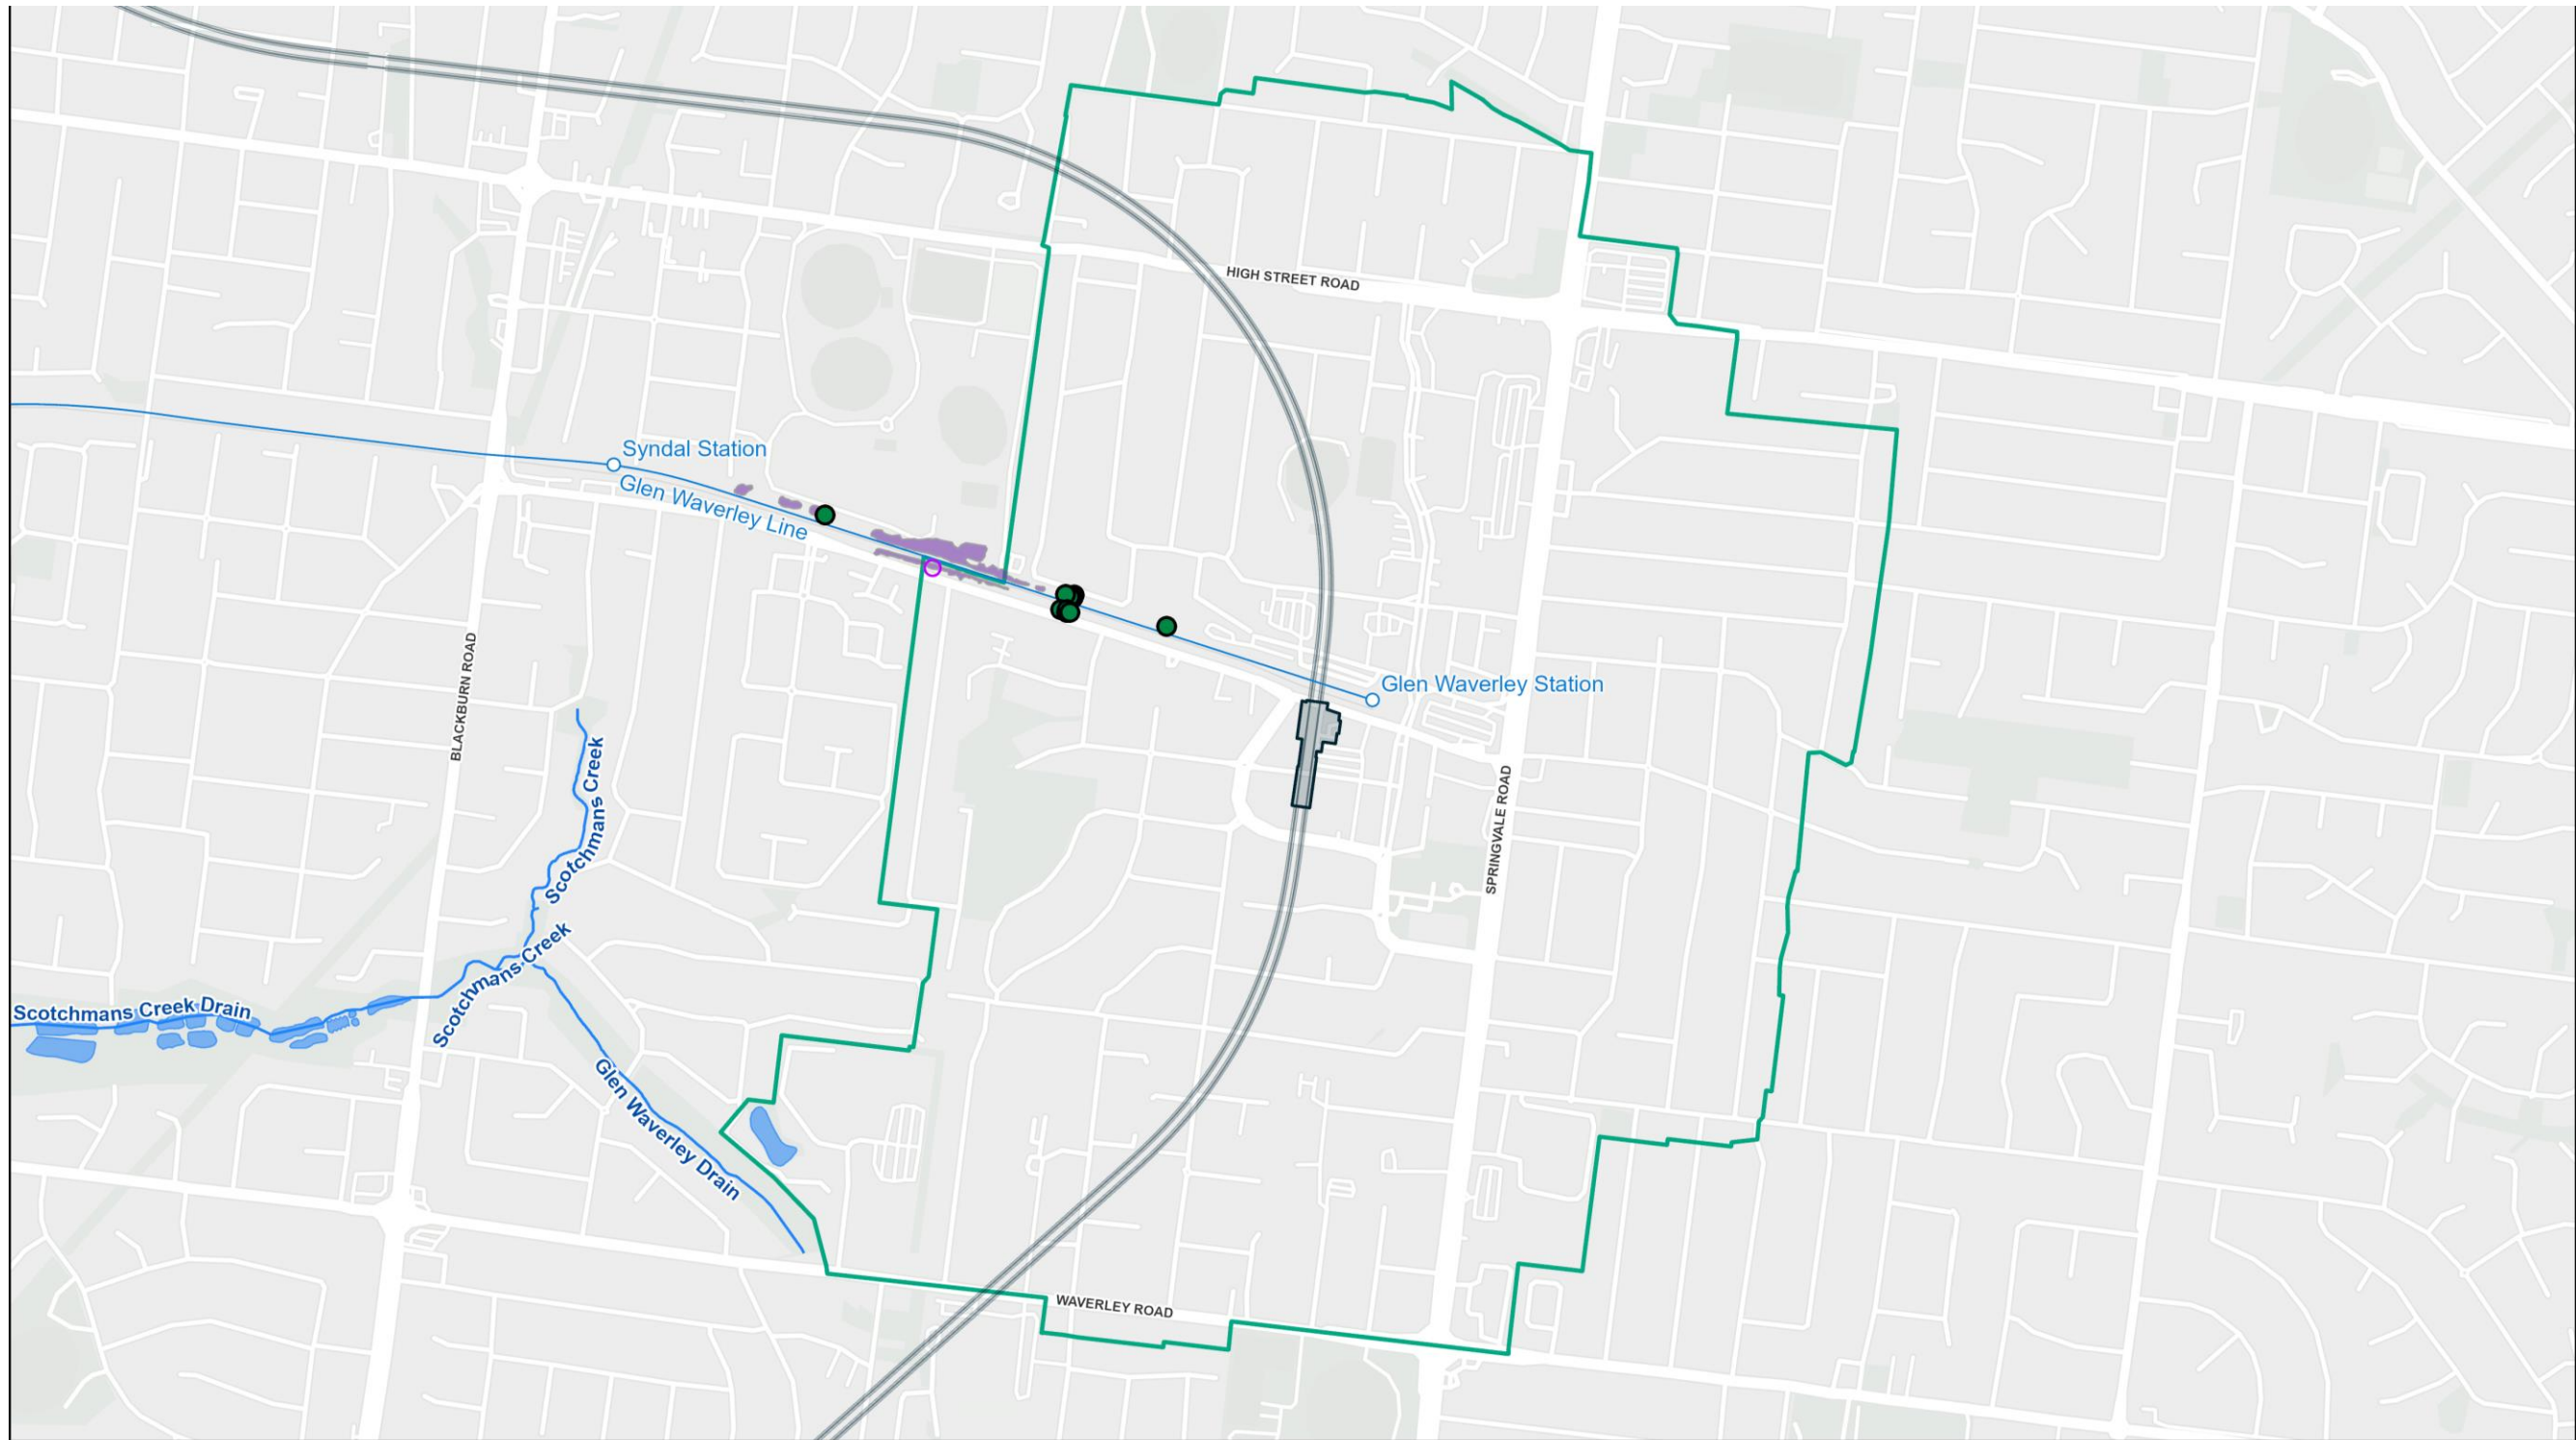 HIGH STREET ROAD
Syndal Station
Glen Waverley Line
Glen Waverley Station
BLACKBURN ROAD
SPRINGVALE ROAD
Scotchmans Creek
Scotchmans Creek
Scotchmans Creek Drain
Glen Waverley Drain
WAVERLEY ROAD